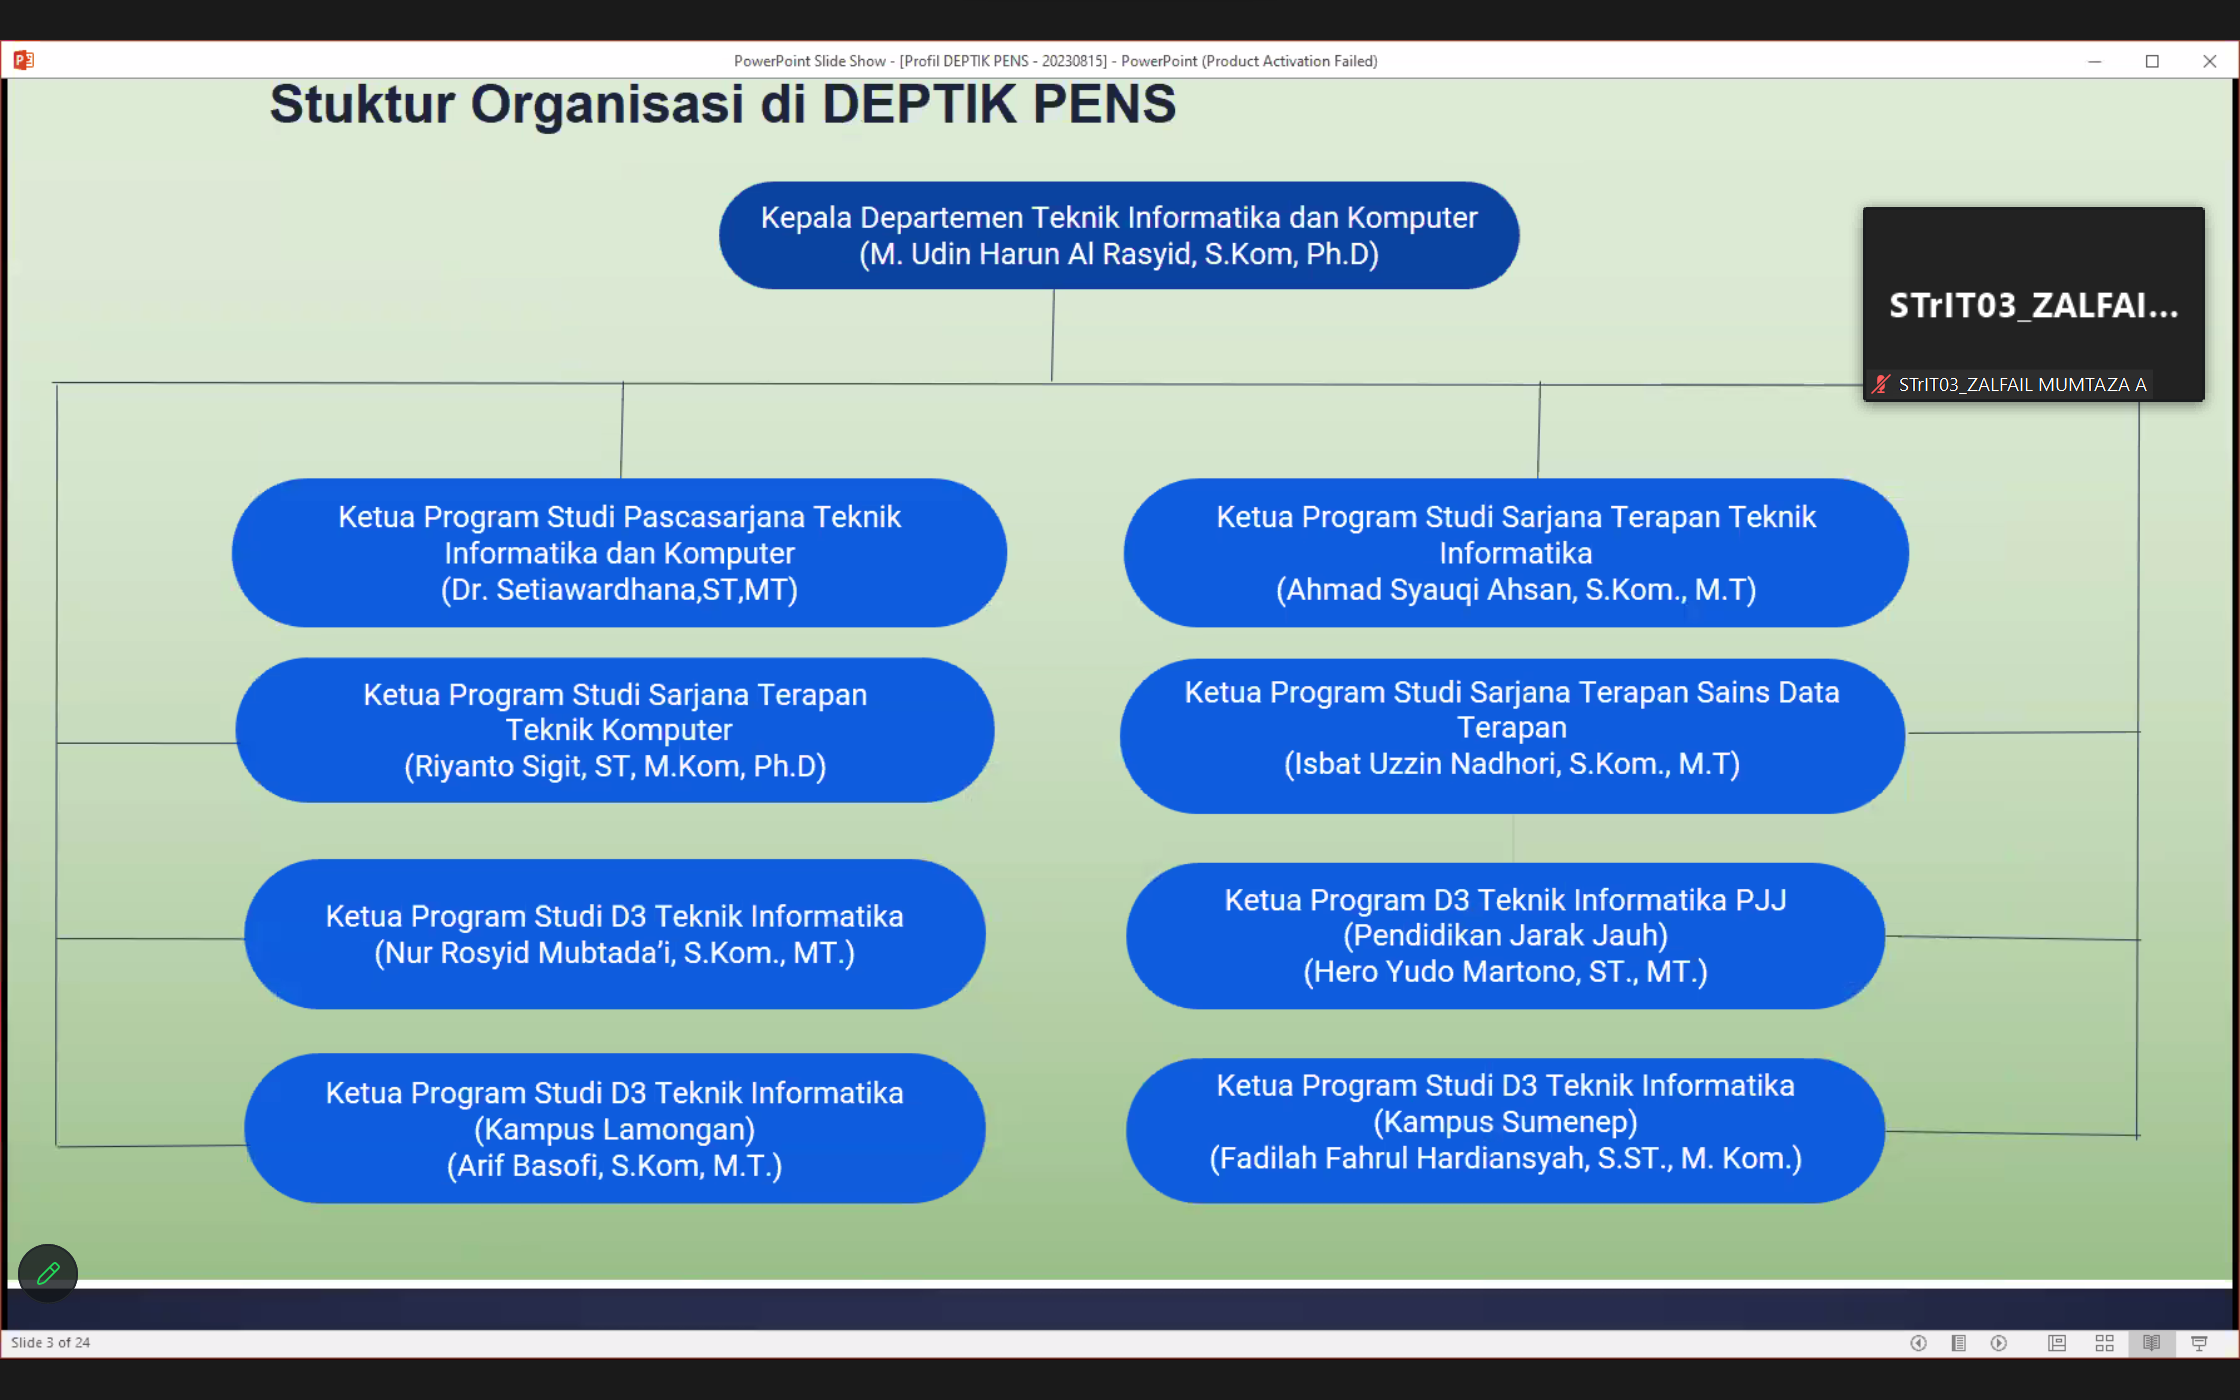 PowerPoint Slide Show - [Profil DEPTIK PENS - 20230815] - PowerPoint (Product Activation Failed)
Stuktur Organisasi di DEPTIK PENS
Kepala Departemen Teknik Informatika dan Komputer
(M. Udin Harun Al Rasyid, S.Kom, Ph.D)
STrIT03_ZALFAI...
STrIT03_ZALFAIL MUMTAZA A
Ketua Program Studi Pascasarjana Teknik
Informatika dan Komputer
(Dr. Setiawardhana,ST,MT)
Ketua Program Studi Sarjana Terapan Teknik
Informatika
(Ahmad Syauqi Ahsan, S.Kom., M.T)
Ketua Program Studi Sarjana Terapan
Teknik Komputer
(Riyanto Sigit, ST, M.Kom, Ph.D)
Ketua Program Studi Sarjana Terapan Sains Data
Terapan
(Isbat Uzzin Nadhori, S.Kom., M.T)
Ketua Program Studi D3 Teknik Informatika
(Nur Rosyid Mubtada’i, S.Kom., MT.)
Ketua Program D3 Teknik Informatika PJJ
(Pendidikan Jarak Jauh)
(Hero Yudo Martono, ST., MT.)
Ketua Program Studi D3 Teknik Informatika
(Kampus Lamongan)
(Arif Basofi, S.Kom, M.T.)
Ketua Program Studi D3 Teknik Informatika
(Kampus Sumenep)
(Fadilah Fahrul Hardiansyah, S.ST., M. Kom.)
Slide 3 of 24